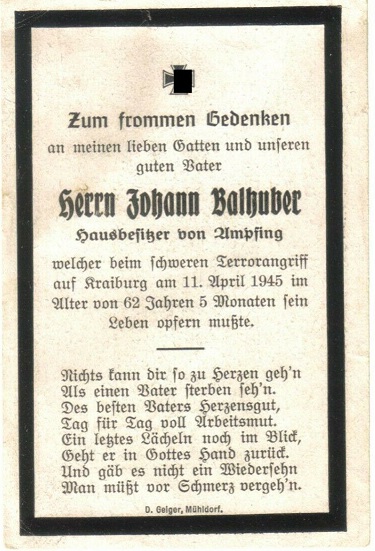 Zum frommen Gedenken
an meinen lieben Gatten und unseren
guten Vater
Herrn Johann Balhuber
Hausbesitzer von Ampfing
welcher beim schweren Terrorangriff
auf Kraiburg am 11. April 1945 im
Alter von 62 Jahren 5 Monaten sein
Leben opfern mußte.
Nichts kann dir so zu Herzen geh'n
Als einen Vater sterben seh'n.
Des besten Vaters Herzensgut,
Tag für Tag voll Arbeitsmut.
Ein letztes Lächeln noch im Blick,
Geht er in Gottes Hand zurück.
Und gäb es nicht ein Wiedersehn
Man müßt vor Schmerz vergeh'n.
D. Geiger, Mühldorf.